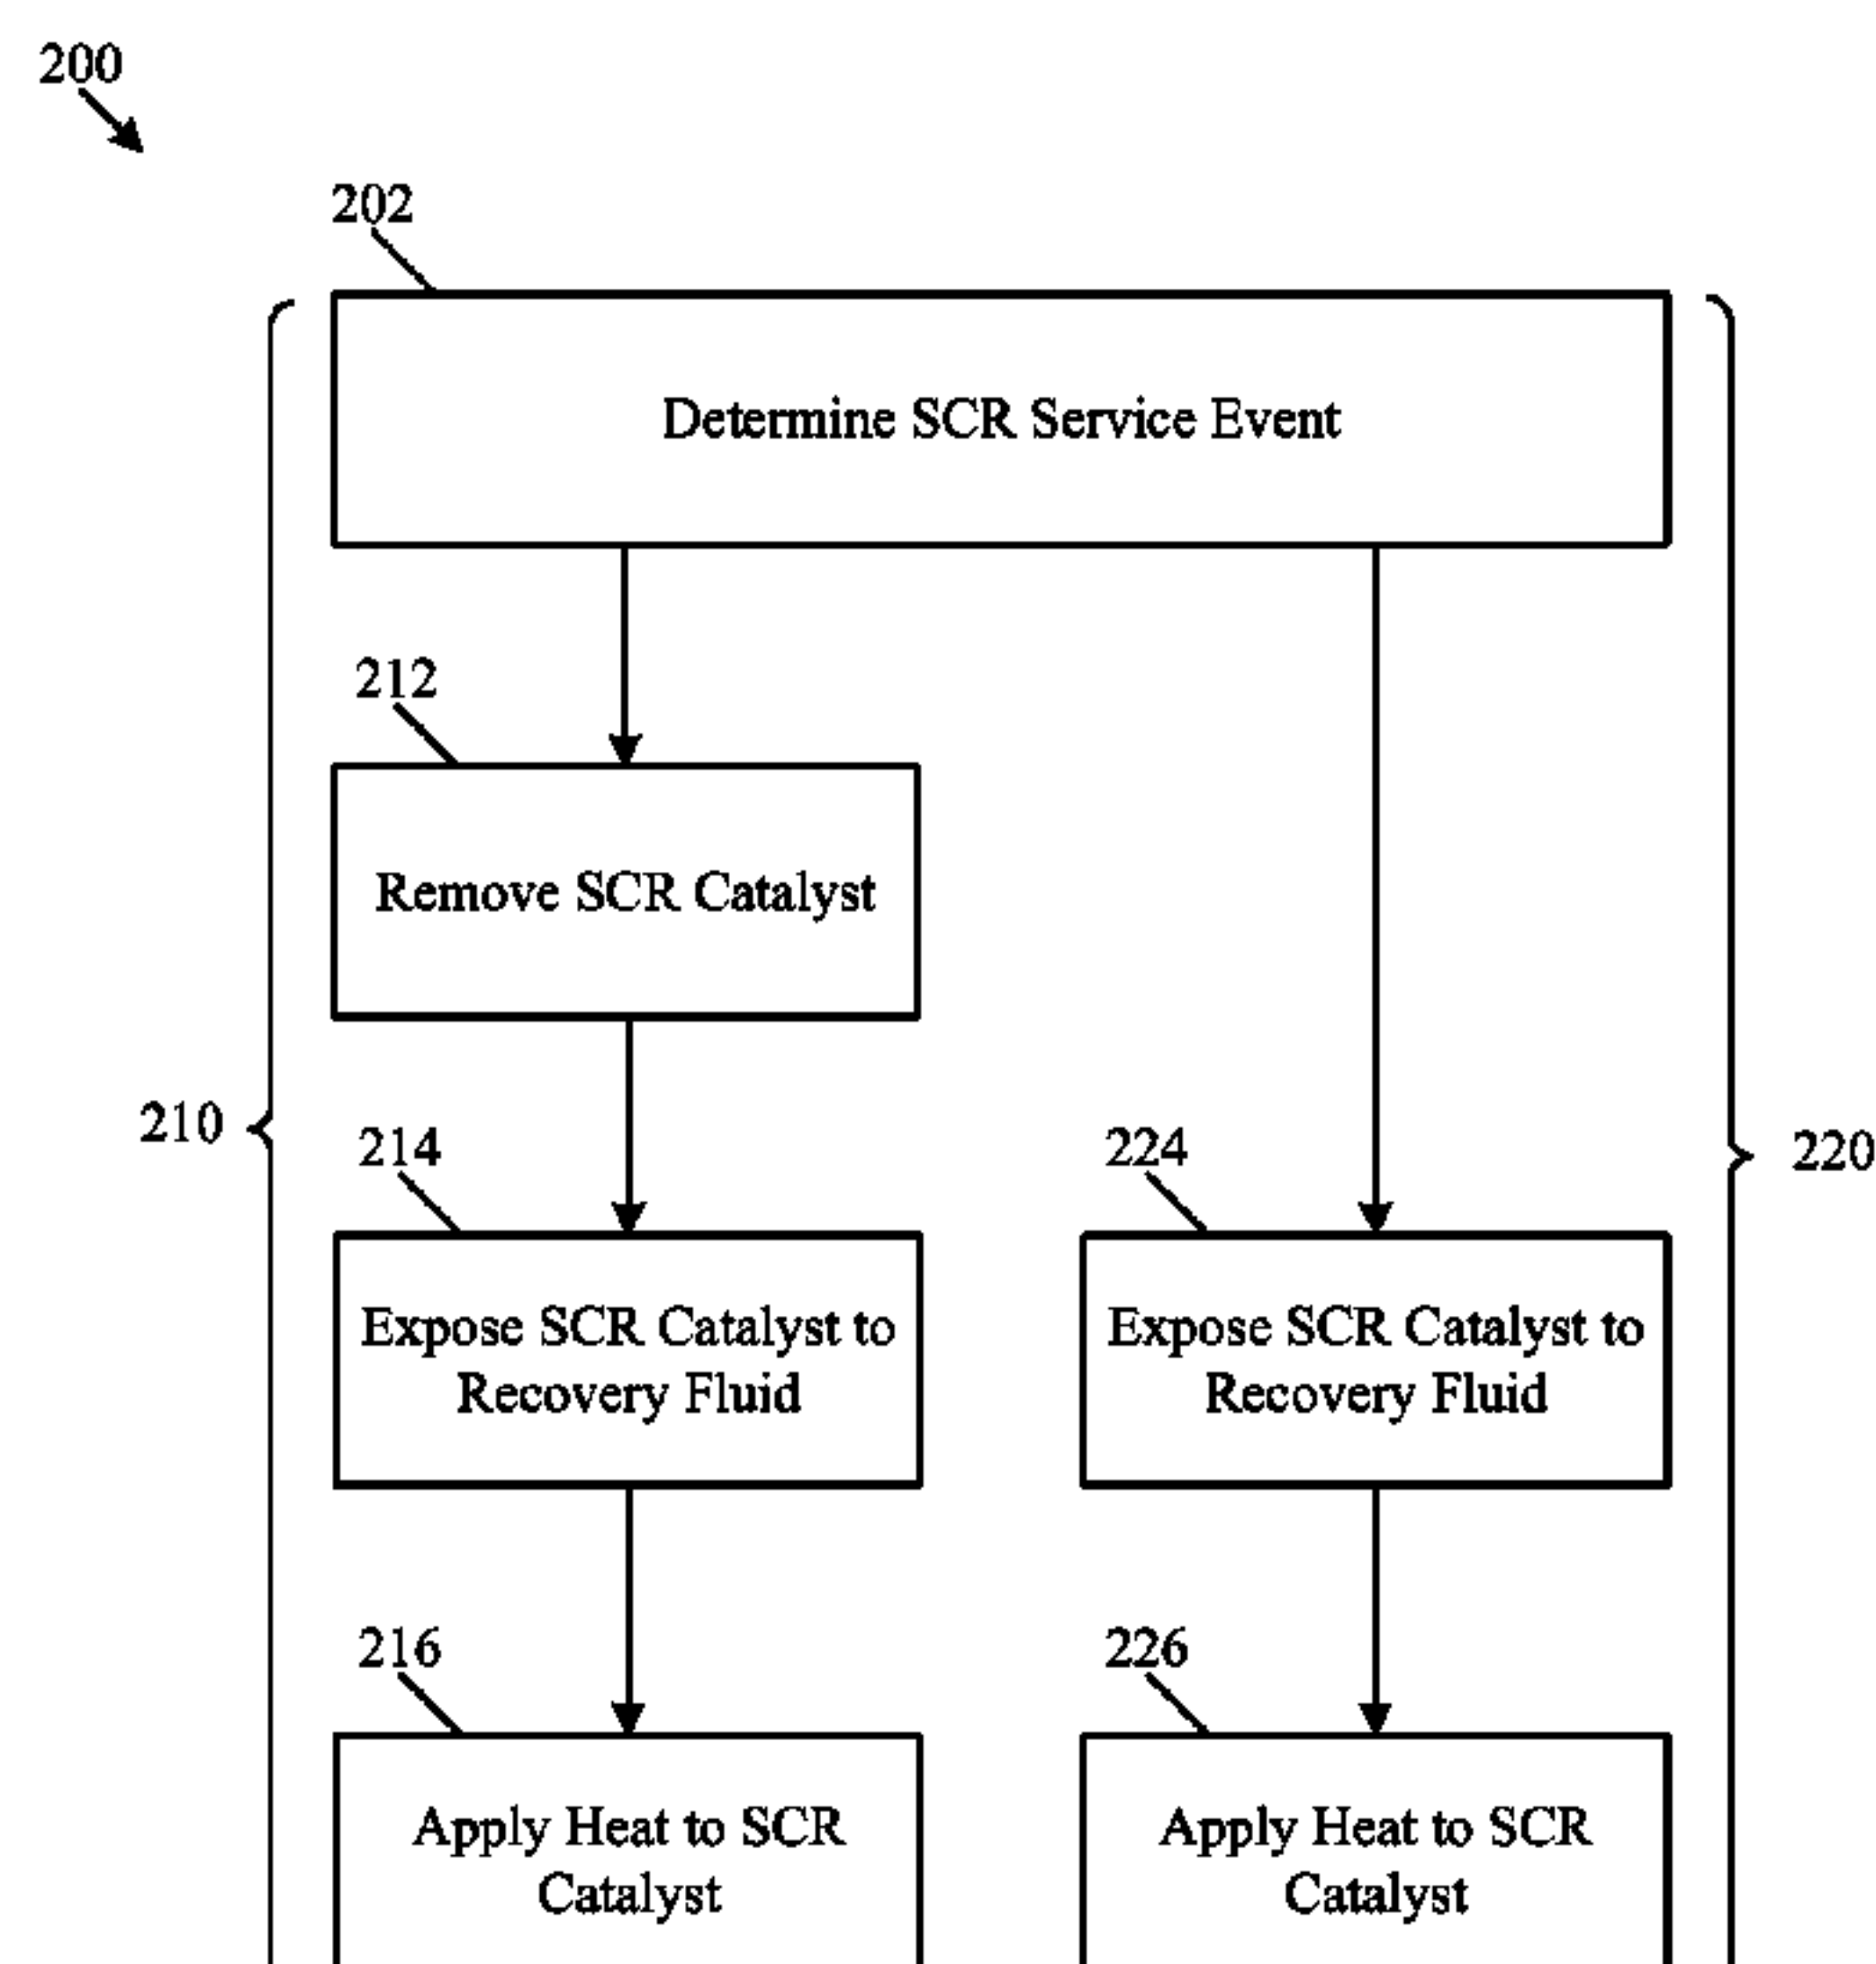 200
202
Determine SCR Service Event
212
Remove SCR Catalyst
210
220
214
Expose SCR Catalyst to
Recovery Fluid
224
Expose SCR Catalyst to
Recovery Fluid
216
Apply Heat to SCR
Catalyst
226
Apply Heat to SCR
Catalyst